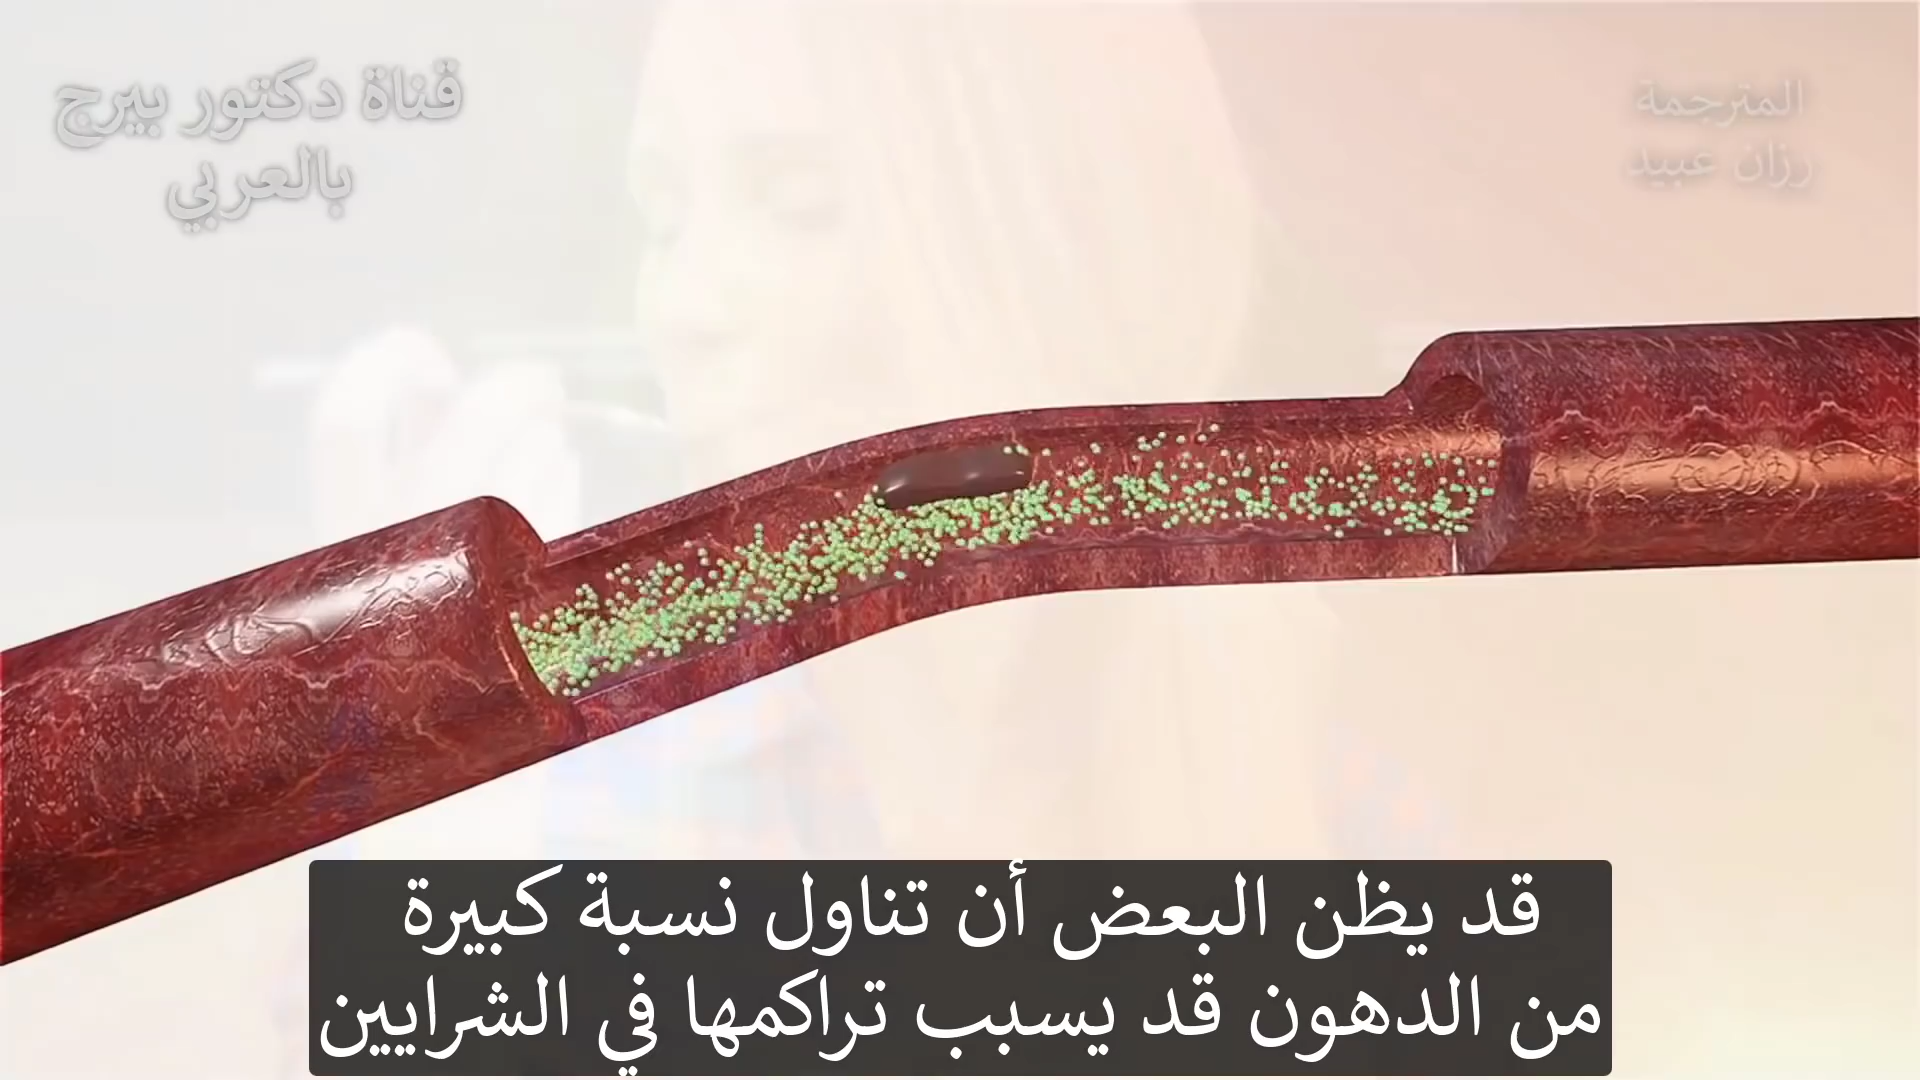 قناة دكتور بيرج
بالعربي
المترجمة
رزان عبيد
قد يظن البعض أن تناول نسبة كبيرة
من الدهون قد يسبب تراكمها في الشرايين